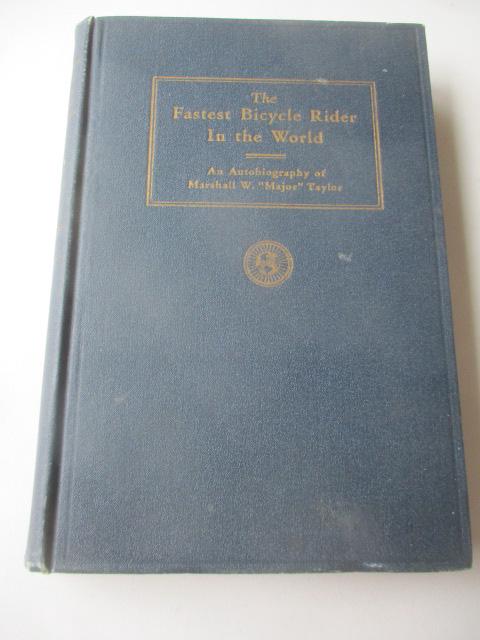 The
Fastest Bicycle Rider
In the World
An Autobiography of
Marshall W. "Major" Taylor